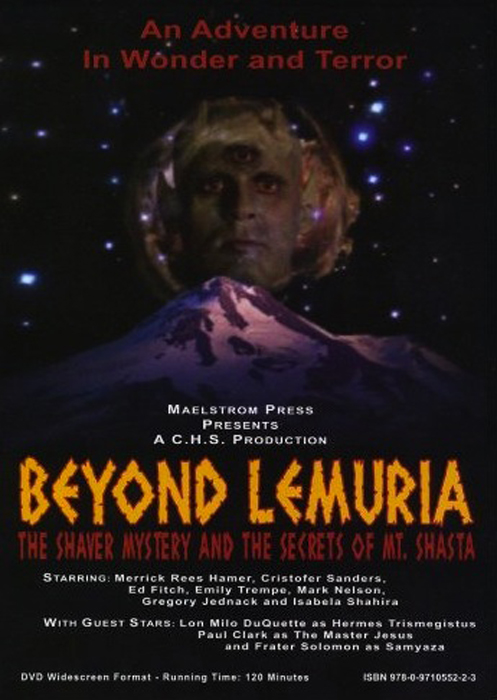 An Adventure
In Wonder and Terror
Maelstrom Press
Presents
A C.H.S. Production
BEYOND LEMURIA
THE SHAVER MYSTERY AND THE SECRETS OF MT. SHASTA
Starring: Merrick Rees Hamer, Cristofer Sanders,
Ed Fitch, Emily Trempe, Mark Nelson,
Gregory Jednack and Isabela Shahira
With Guest Stars: Lon Milo DuQuette as Hermes Trismegistus
Paul Clark as The Master Jesus
and Frater Solomon as Samyaza
DVD Widescreen Format - Running Time: 120 Minutes ISBN 978-0-9710552-2-3